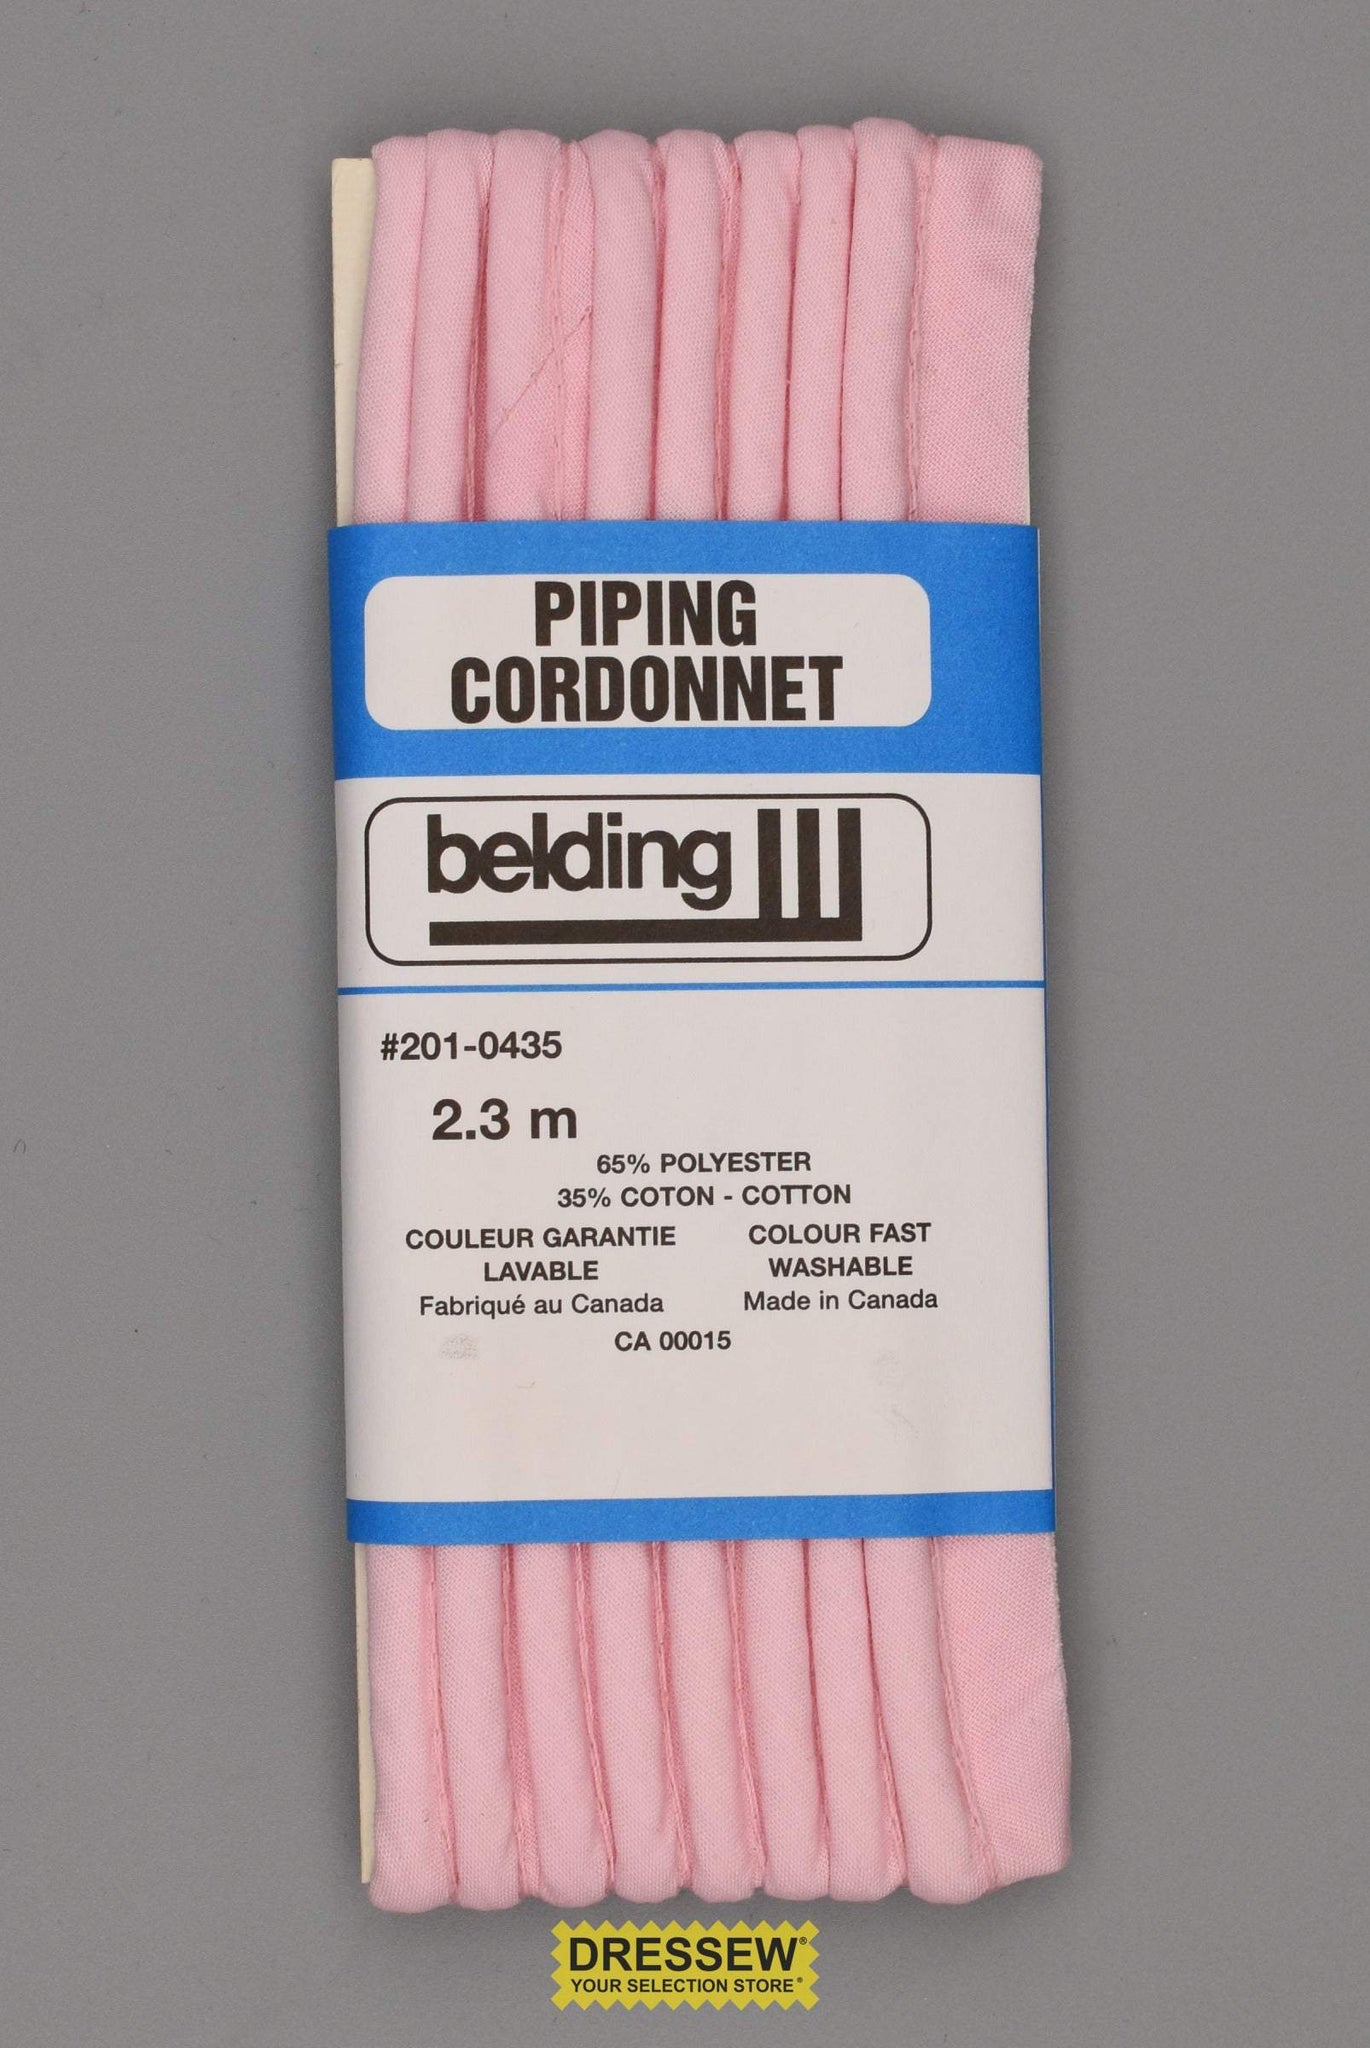 PIPING
CORDONNET
belding
#201-0435
2.3 m
65% POLYESTER
35% COTON - COTTON
COULEUR GARANTIE COLOUR FAST
LAVABLE WASHABLE
Fabriqué au Canada Made in Canada
CA 00015
DRESSEW®
YOUR SELECTION STORE®